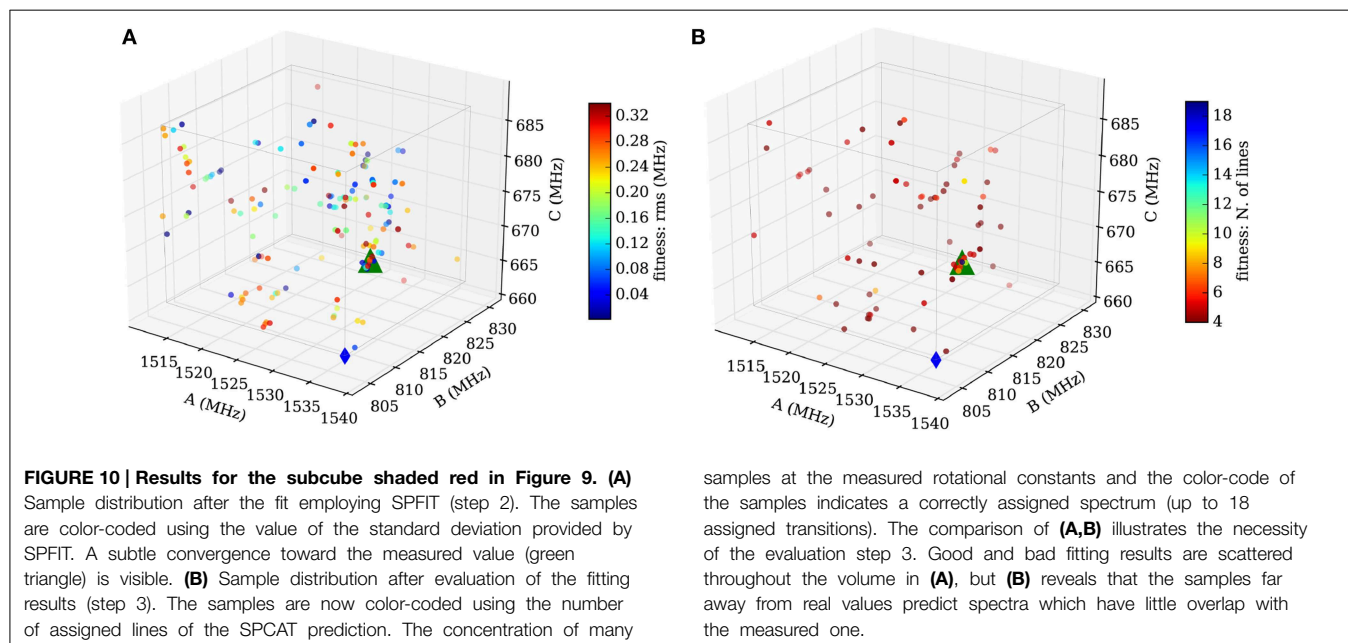 A
B
0.32
0.28
0.24
0.20
0.16
0.12
0.08
0.04
fitness: rms (MHz)
685
680
675
670
665
660
C (MHz)
1515
1520
1525
1530
1535
1540
A (MHz)
805
810
815
820
825
830
B (MHz)
18
16
14
12
10
8
6
4
fitness: N. of lines
685
680
675
670
665
660
C (MHz)
1515
1520
1525
1530
1535
1540
A (MHz)
805
810
815
820
825
830
B (MHz)
FIGURE 10 | Results for the subcube shaded red in Figure 9. (A)
Sample distribution after the fit employing SPFIT (step 2). The samples
are color-coded using the value of the standard deviation provided by
SPFIT. A subtle convergence toward the measured value (green
triangle) is visible. (B) Sample distribution after evaluation of the fitting
results (step 3). The samples are now color-coded using the number
of assigned lines of the SPCAT prediction. The concentration of many
samples at the measured rotational constants and the color-code of
the samples indicates a correctly assigned spectrum (up to 18
assigned transitions). The comparison of (A,B) illustrates the necessity
of the evaluation step 3. Good and bad fitting results are scattered
throughout the volume in (A), but (B) reveals that the samples far
away from real values predict spectra which have little overlap with
the measured one.